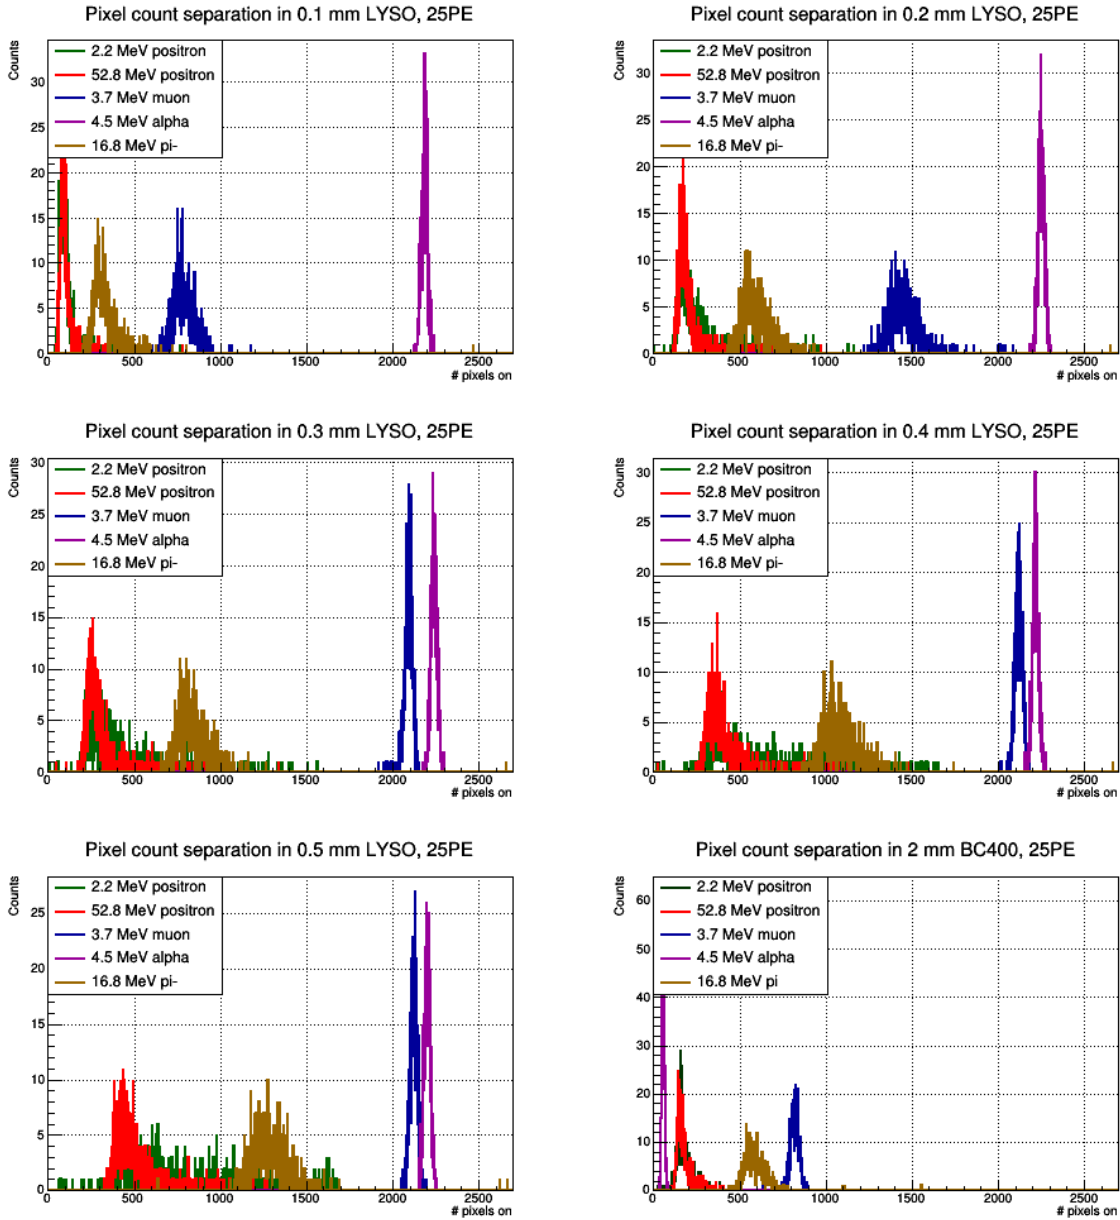 Pixel count separation in 0.1 mm LYSO, 25PE
Counts
2.2 MeV positron
52.8 MeV positron
3.7 MeV muon
4.5 MeV alpha
16.8 MeV pi-
30
25
20
15
10
5
0
0 500 1000 1500 2000 2500
# pixels on
Pixel count separation in 0.2 mm LYSO, 25PE
Counts
2.2 MeV positron
52.8 MeV positron
3.7 MeV muon
4.5 MeV alpha
16.8 MeV pi-
30
25
20
15
10
5
0
0 500 1000 1500 2000 2500
# pixels on
Pixel count separation in 0.3 mm LYSO, 25PE
Counts
2.2 MeV positron
52.8 MeV positron
3.7 MeV muon
4.5 MeV alpha
16.8 MeV pi-
30
25
20
15
10
5
0
0 500 1000 1500 2000 2500
# pixels on
Pixel count separation in 0.4 mm LYSO, 25PE
Counts
2.2 MeV positron
52.8 MeV positron
3.7 MeV muon
4.5 MeV alpha
16.8 MeV pi-
30
25
20
15
10
5
0
0 500 1000 1500 2000 2500
# pixels on
Pixel count separation in 0.5 mm LYSO, 25PE
Counts
2.2 MeV positron
52.8 MeV positron
3.7 MeV muon
4.5 MeV alpha
16.8 MeV pi-
25
20
15
10
5
0
0 500 1000 1500 2000 2500
# pixels on
Pixel count separation in 2 mm BC400, 25PE
Counts
2.2 MeV positron
52.8 MeV positron
3.7 MeV muon
4.5 MeV alpha
16.8 MeV pi
60
50
40
30
20
10
0
0 500 1000 1500 2000 2500
# pixels on